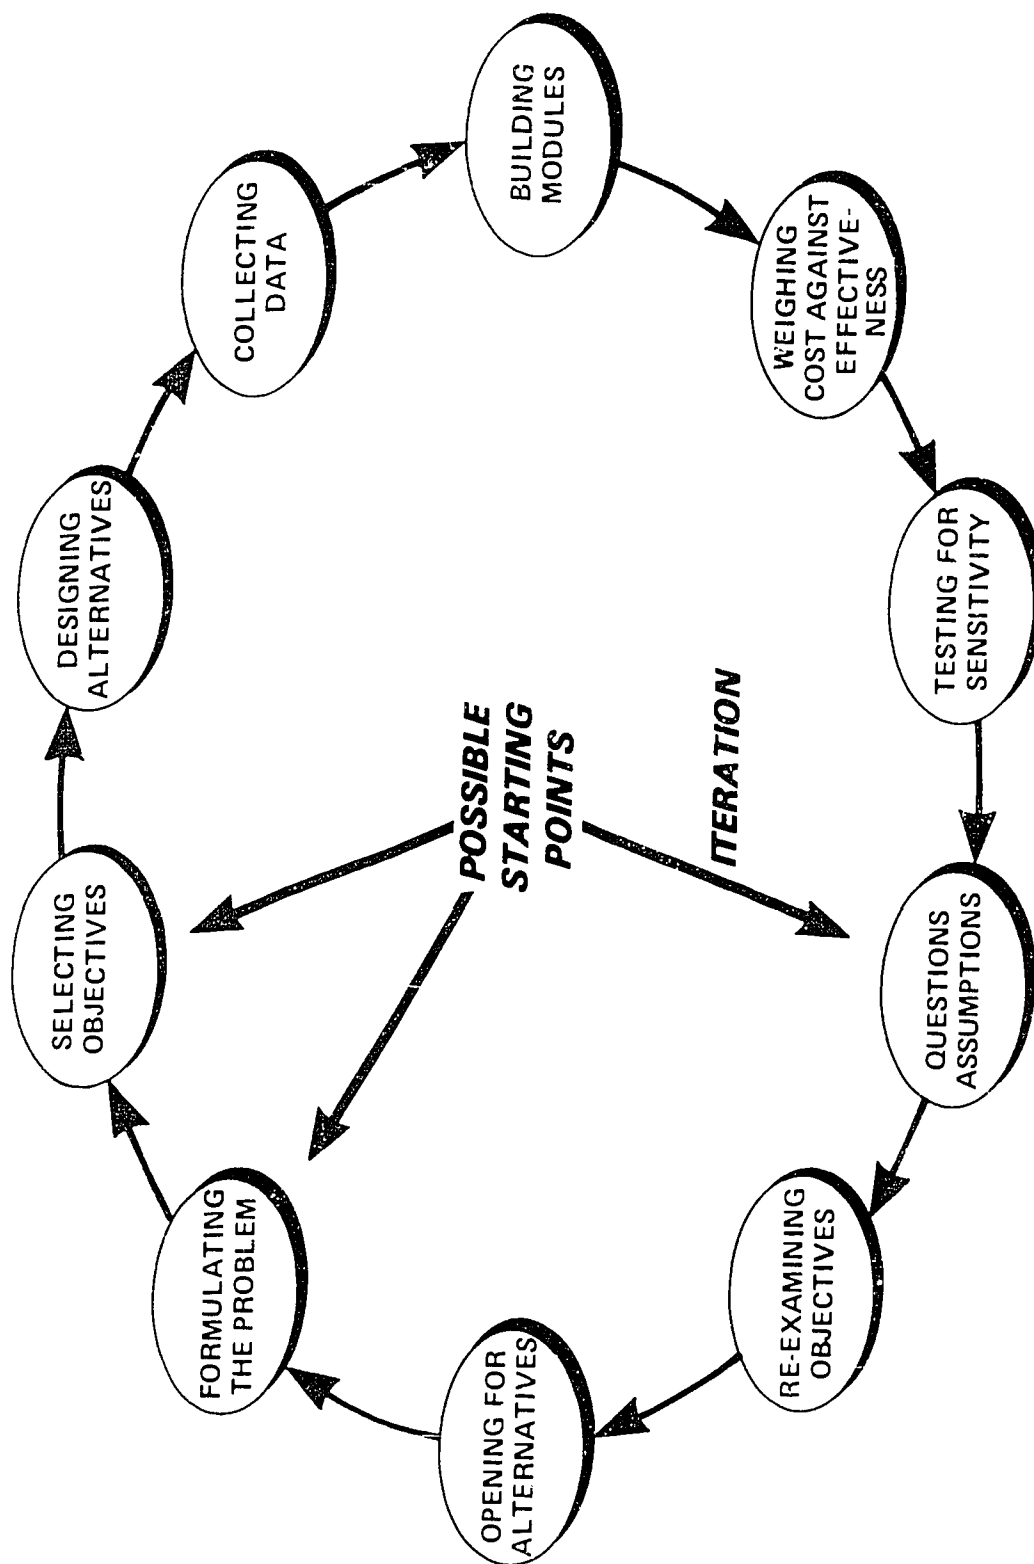 FORMULATING
THE PROBLEM
SELECTING
OBJECTIVES
DESIGNING
ALTERNATIVES
COLLECTING
DATA
BUILDING
MODULES
WEIGHING
COST AGAINST
EFFECTIVE-
NESS
TESTING FOR
SENSITIVITY
QUESTIONS
ASSUMPTIONS
RE-EXAMINING
OBJECTIVES
OPENING FOR
ALTERNATIVES
POSSIBLE
STARTING
POINTS
ITERATION